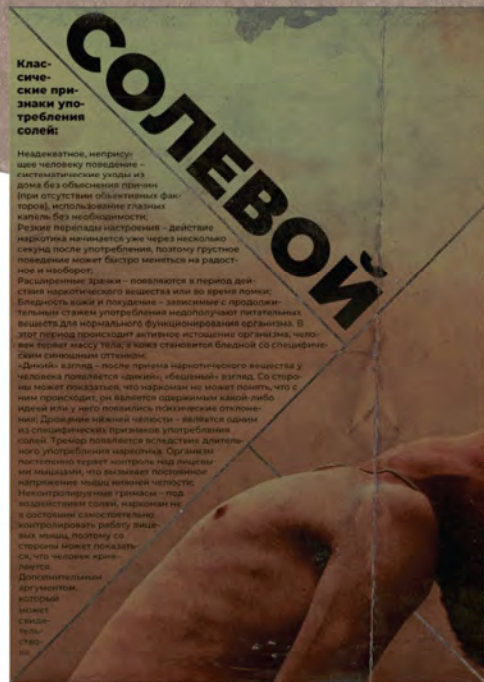 СОЛЕВОЙ
Клас-
сиче-
ские при-
знаки упо-
требления
солей:
Неадекватное, непрису-
щее человеку поведение –
систематические уходы из
дома без объяснения причин
(при отсутствии объективных фак-
торов), использование глазных
капель без необходимости;
Резкие перепады настроения – действие
наркотика начинается уже через несколько
секунд после употребления, поэтому грустное
поведение может быстро меняться на радост-
ное и наоборот;
Расширенные зрачки – появляются в период дей-
ствия наркотического вещества или во время ломки;
Бледность кожи и похудение – зависимые с продолжи-
тельным стажем употребления недополучают питательных
веществ для нормального функционирования организма. В
этот период происходит активное истощение организма, чело-
век теряет массу тела, а кожа становится бледной со специфиче-
ским синюшным оттенком;
«Дикий» взгляд – после приема наркотического вещества у
человека появляется «дикий», «бешеный» взгляд. Со сторо-
ны может показаться, что наркоман не может понять, что с
ним происходит, он является одержимым какой-либо
идеей или у него появились психические отклоне-
ния; Дрожание нижней челюсти – является одним
из специфических признаков употребления
солей. Тремор появляется вследствие длитель-
ного употребления наркотика. Организм
постепенно теряет контроль над лицевы-
ми мышцами, что вызывает постоянное
напряжение мышц нижней челюсти;
Неконтролируемые гримасы – под
воздействием солей, наркоман не
в состоянии самостоятельно
контролировать работу лице-
вых мышц, поэтому со
стороны может показать-
ся, что человек крив-
ляется.
Дополнительным
аргументом,
который
может
свиде-
тель-
ство-